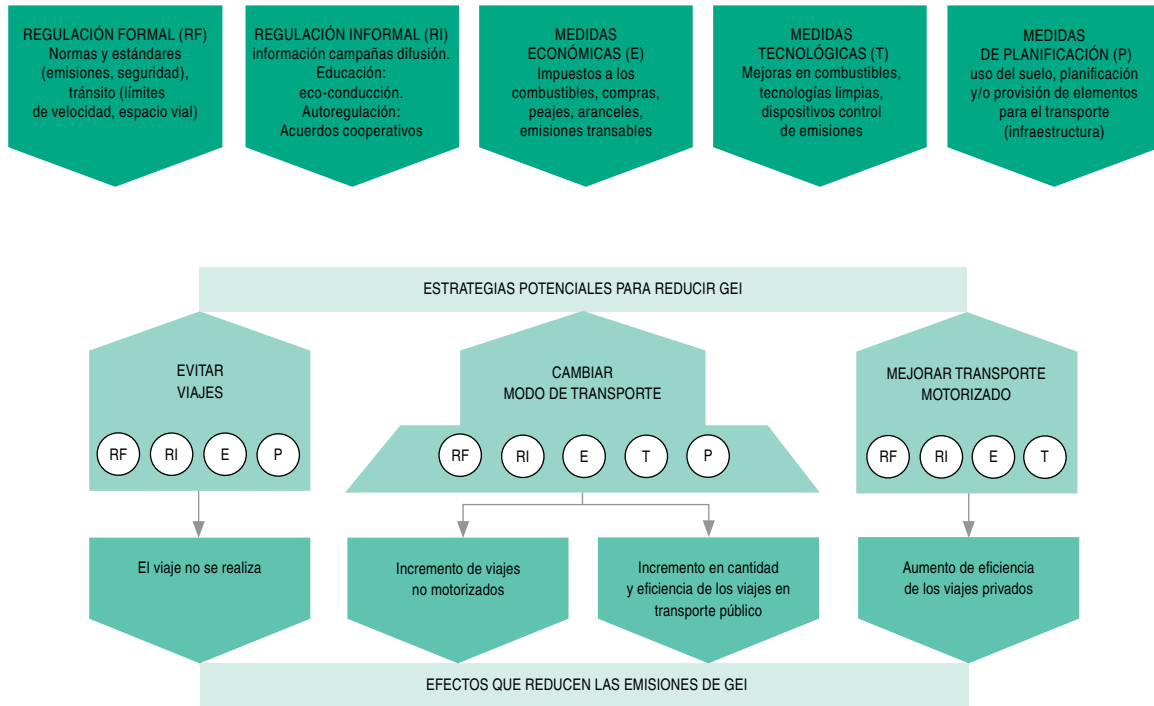 REGULACIÓN FORMAL (RF)
Normas y estándares
(emisiones, seguridad),
tránsito (límites
de velocidad, espacio vial)
REGULACIÓN INFORMAL (RI)
información campañas difusión.
Educación:
eco-conducción.
Autoregulación:
Acuerdos cooperativos
MEDIDAS
ECONÓMICAS (E)
Impuestos a los
combustibles, compras,
peajes, aranceles,
emisiones transables
MEDIDAS
TECNOLÓGICAS (T)
Mejoras en combustibles,
tecnologías limpias,
dispositivos control
de emisiones
MEDIDAS
DE PLANIFICACIÓN (P)
uso del suelo, planificación
y/o provisión de elementos
para el transporte
(infraestructura)
ESTRATEGIAS POTENCIALES PARA REDUCIR GEI
EVITAR
VIAJES
RF RI E P
CAMBIAR
MODO DE TRANSPORTE
RF RI E T P
MEJORAR TRANSPORTE
MOTORIZADO
RF RI E T
El viaje no se realiza
Incremento de viajes
no motorizados
Incremento en cantidad
y eficiencia de los viajes en
transporte público
Aumento de eficiencia
de los viajes privados
EFECTOS QUE REDUCEN LAS EMISIONES DE GEI